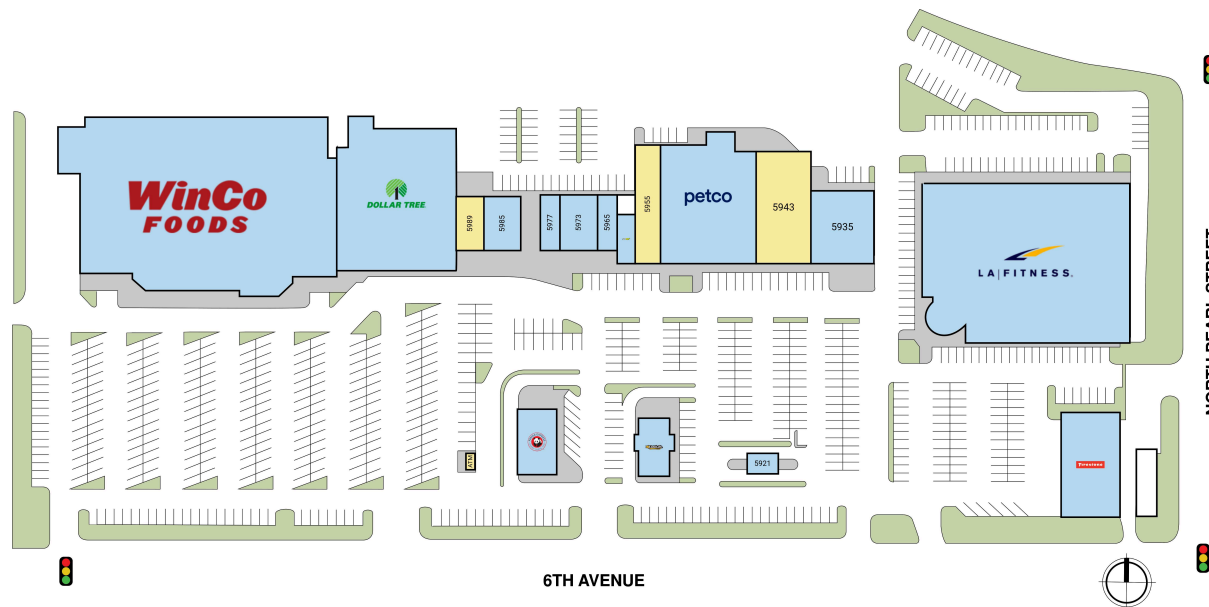 WinCo
FOODS
DOLLAR TREE
5989
5985
5977
5973
5965
5955
petco
5943
5935
LA|FITNESS.
NORTH PEARL STREET
ATM
5921
Firestone
6TH AVENUE